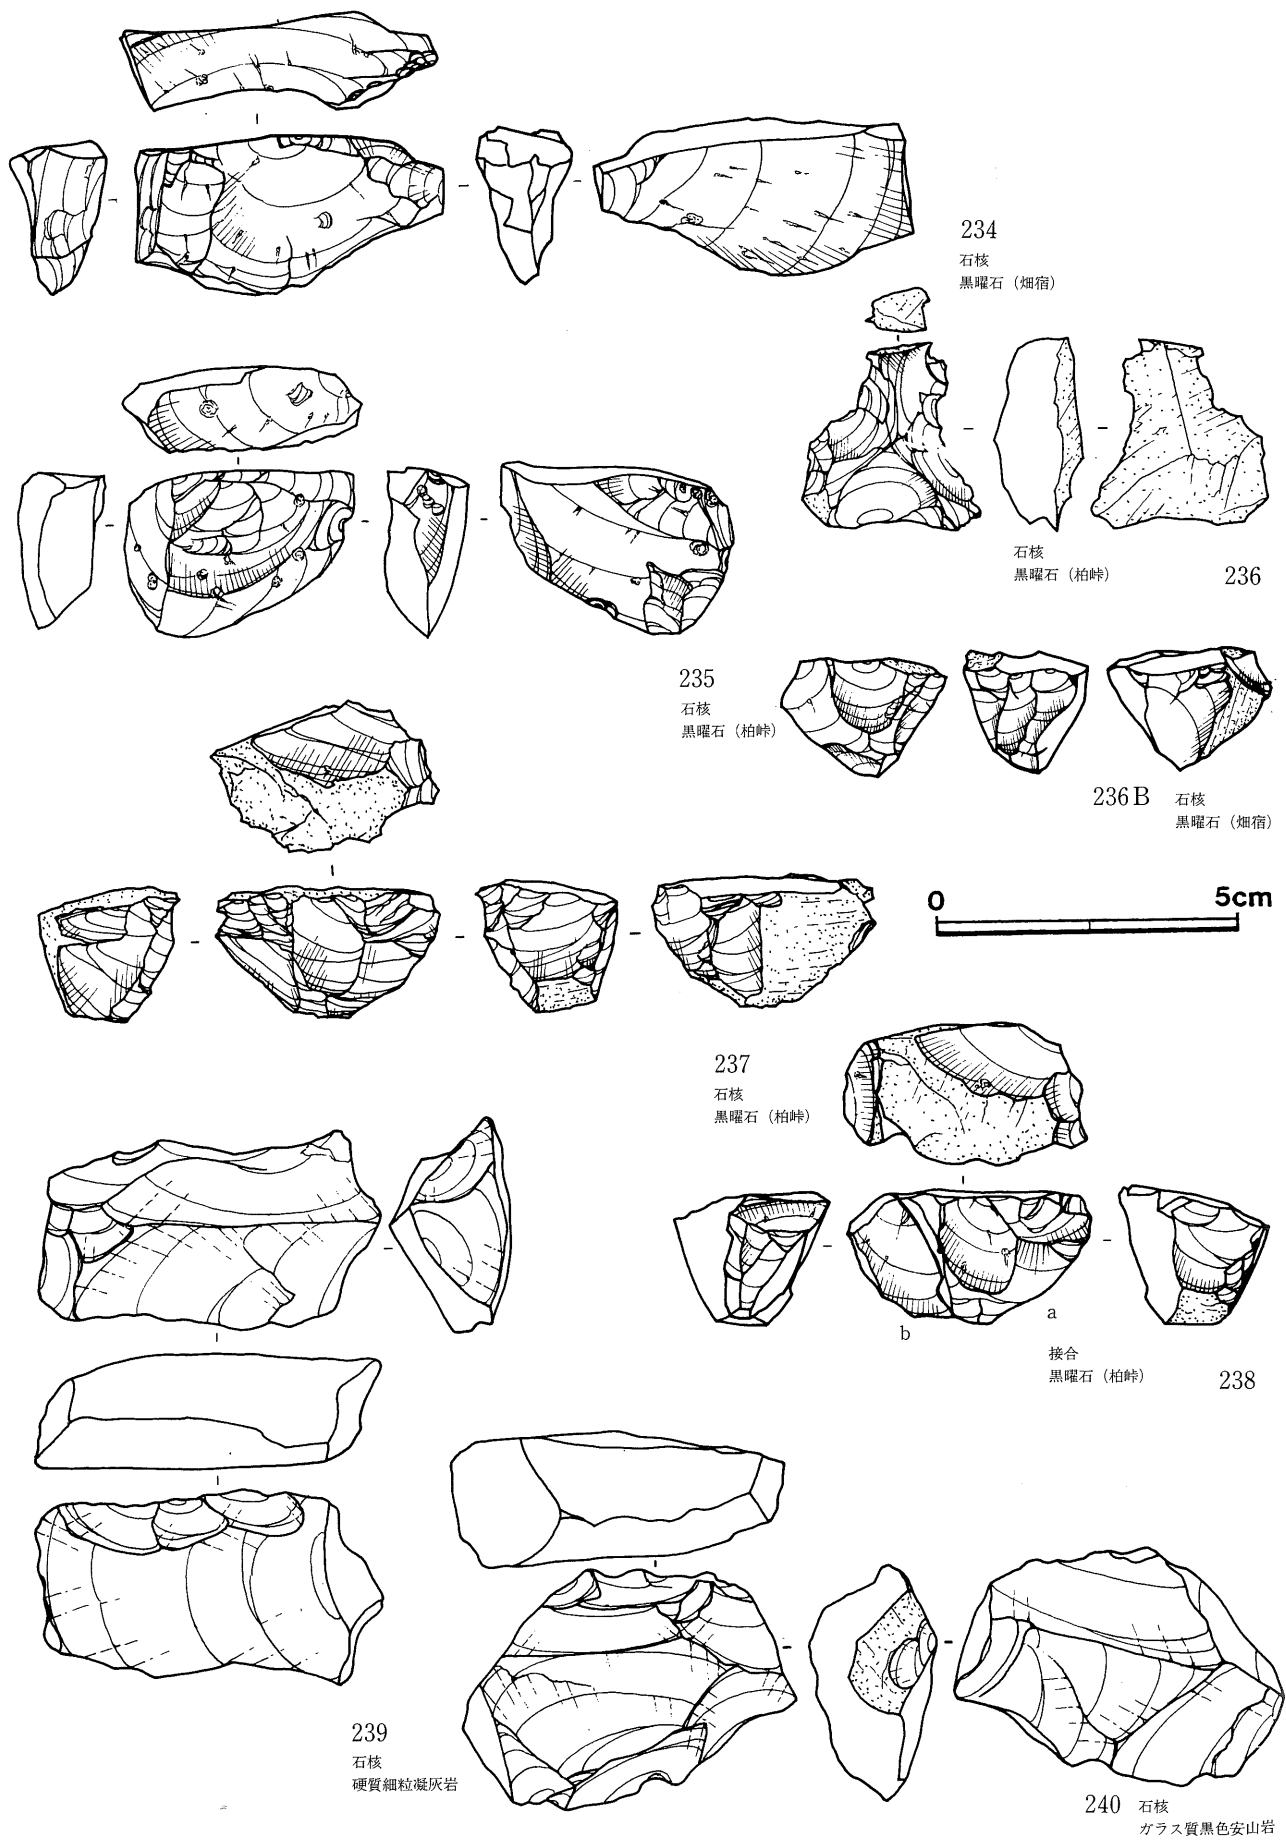 234
石核
黒曜石（畑宿）
石核
黒曜石（柏峠）
236
235
石核
黒曜石（柏峠）
236B 石核
黒曜石（畑宿）
0 5cm
237
石核
黒曜石（柏峠）
a
b
接合
黒曜石（柏峠）
238
239
石核
硬質細粒凝灰岩
240 石核
ガラス質黒色安山岩